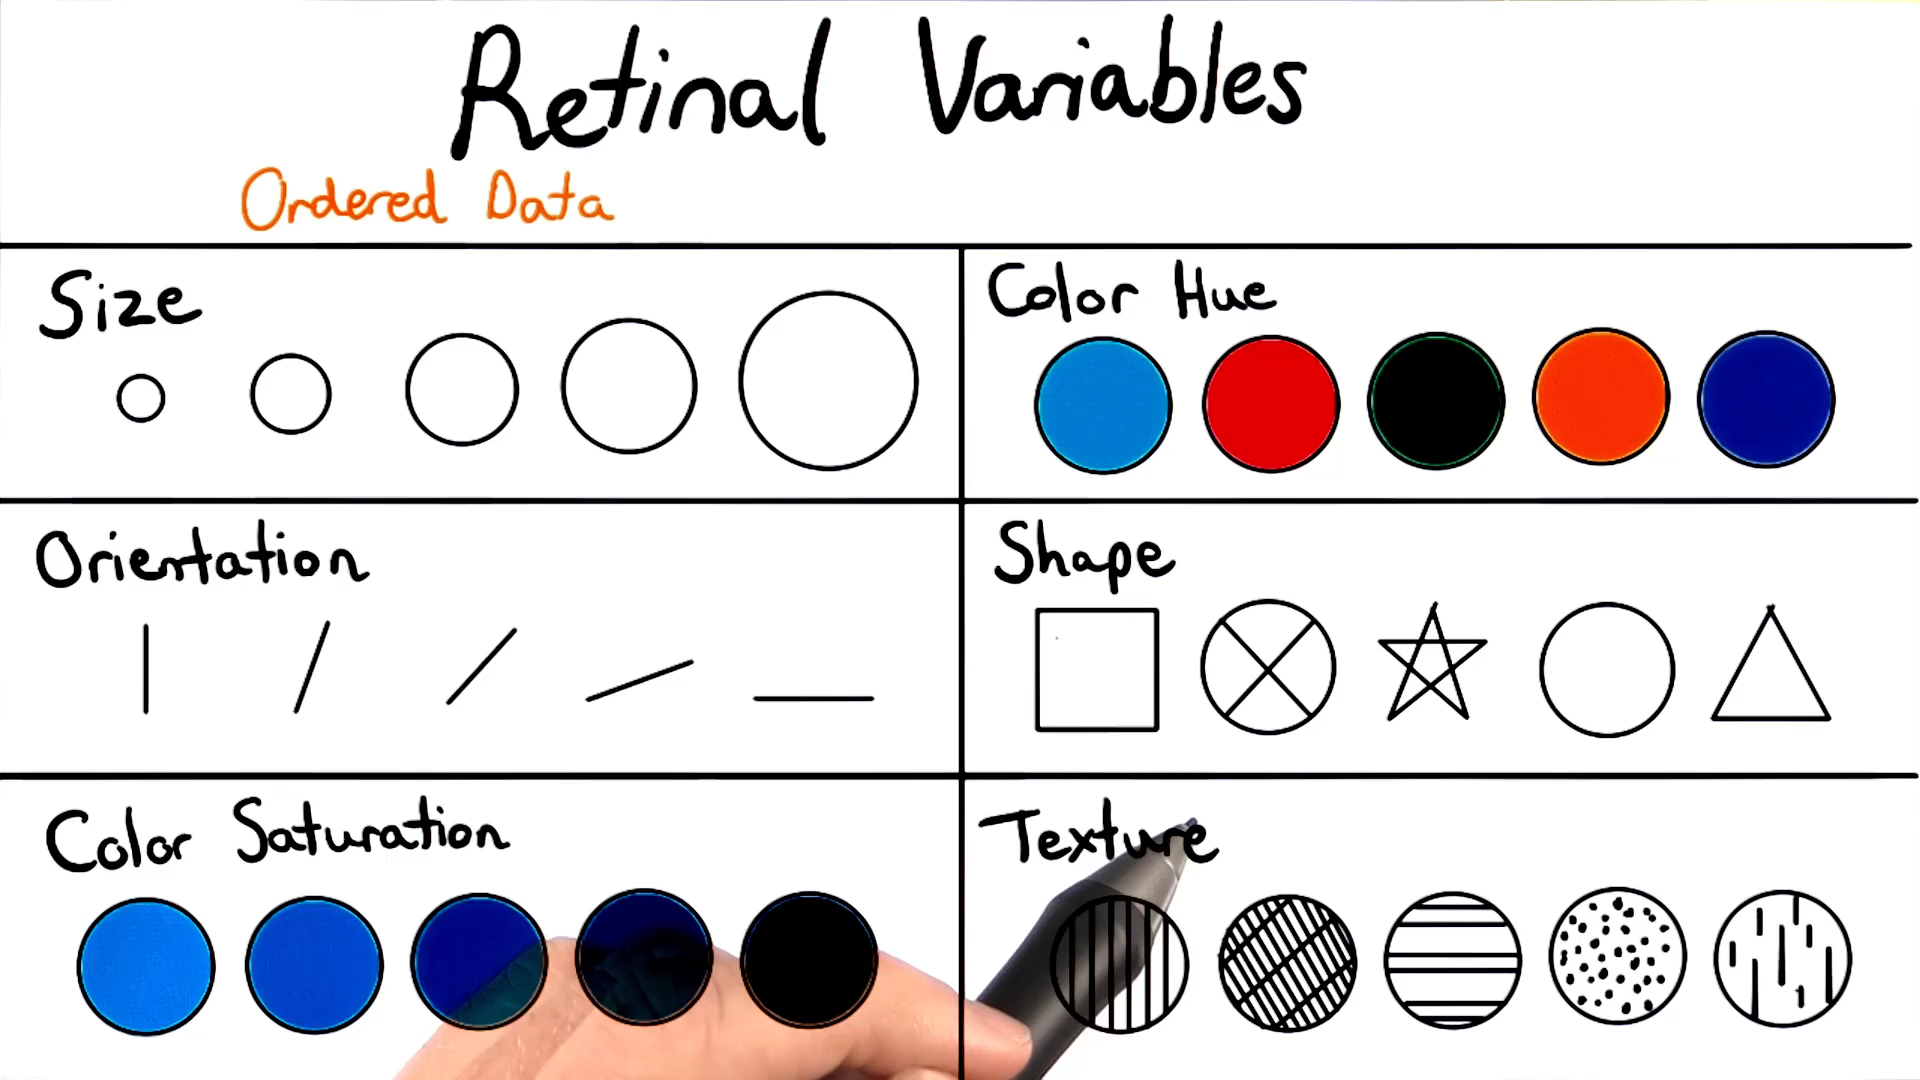 Retinal Variables
Ordered Data
Size
Color Hue
Orientation
Shape
Color Saturation
Texture